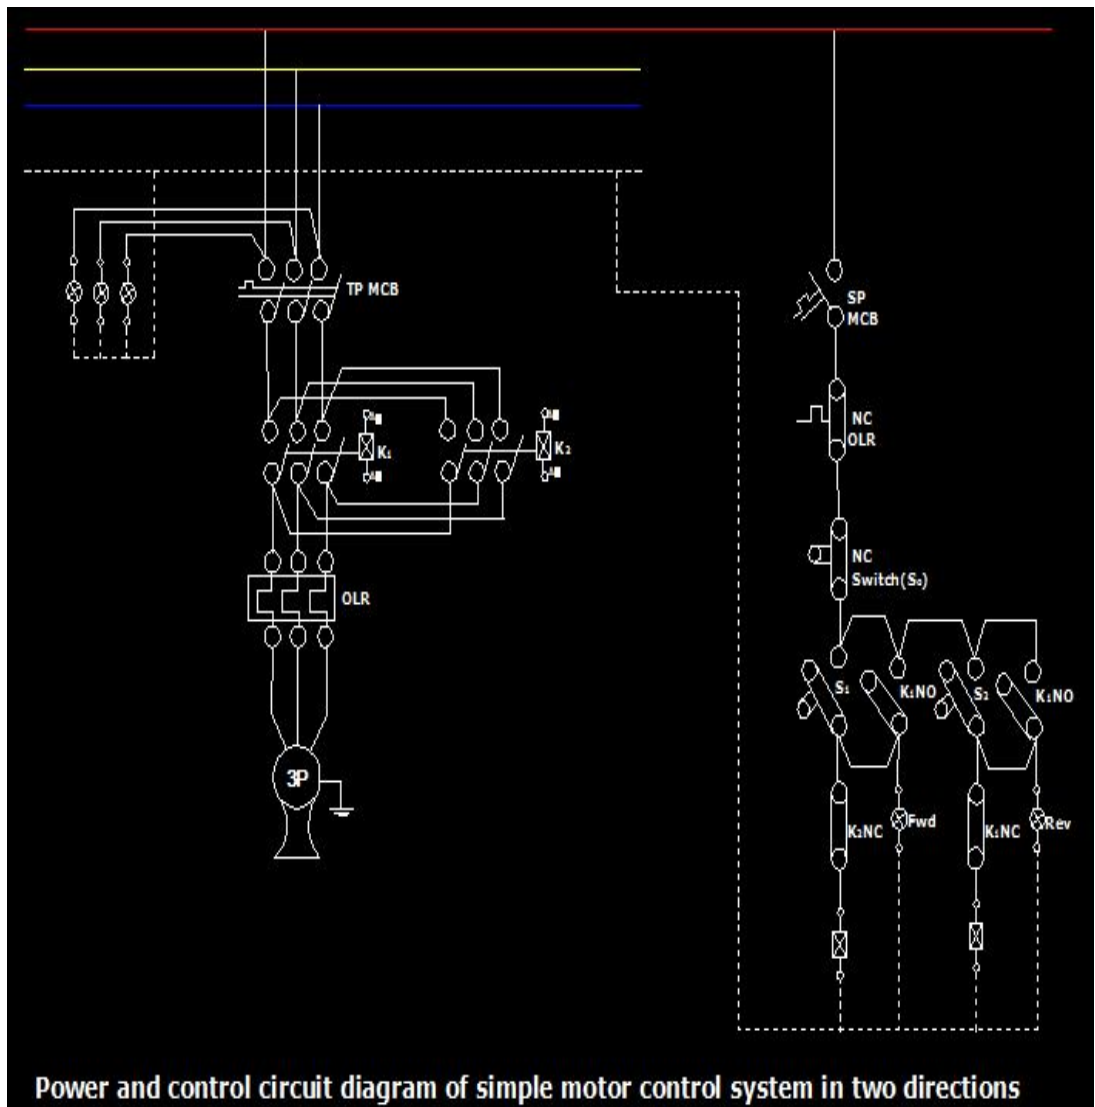 TP MCB
SP
MCB
K₁
K₂
NC
OLR
NC
Switch(S₀)
OLR
S₁
K₁NO
S₂
K₁NO
3P
K₂NC
Fwd
K₁NC
Rev
Power and control circuit diagram of simple motor control system in two directions